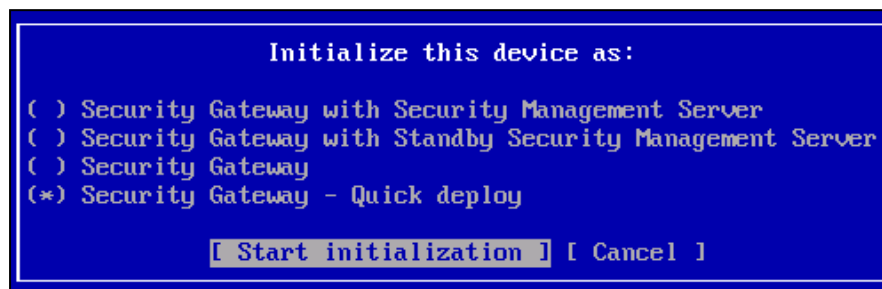 Initialize this device as:
( ) Security Gateway with Security Management Server
( ) Security Gateway with Standby Security Management Server
( ) Security Gateway
(*) Security Gateway - Quick deploy
[ Start initialization ] [ Cancel ]